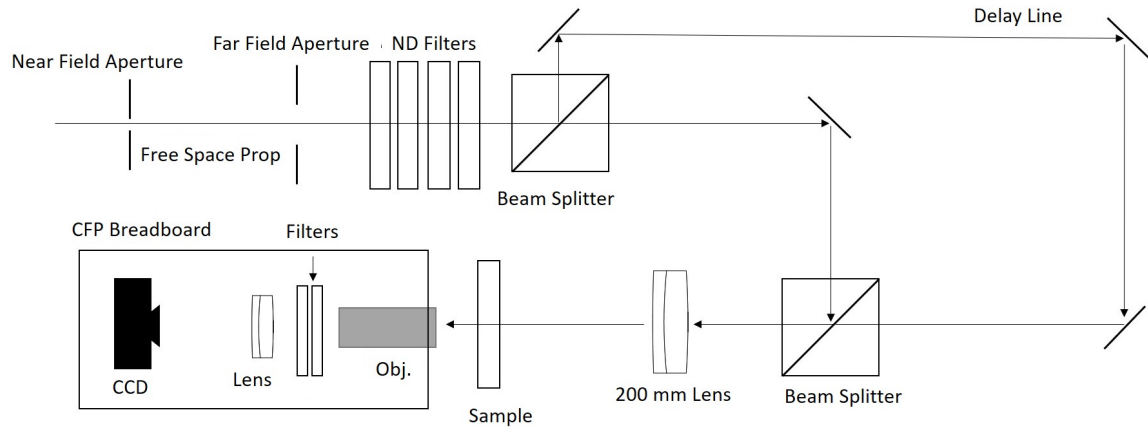 Delay Line
Near Field Aperture
Far Field Aperture
ND Filters
Free Space Prop
Beam Splitter
CFP Breadboard
Filters
CCD
Lens
Obj.
Sample
200 mm Lens
Beam Splitter